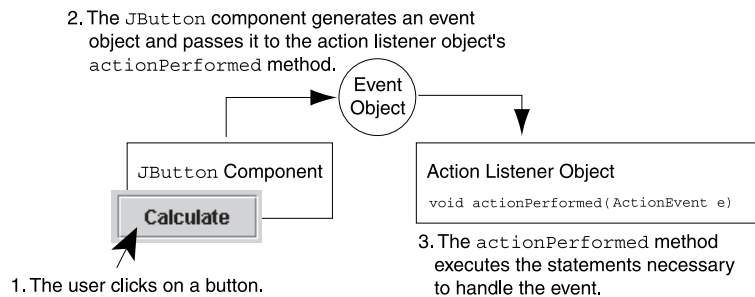 2. The JButton component generates an event
object and passes it to the action listener object's
actionPerformed method.
Event
Object
JButton Component
Calculate
Action Listener Object
void actionPerformed(ActionEvent e)
1. The user clicks on a button.
3. The actionPerformed method
executes the statements necessary
to handle the event.